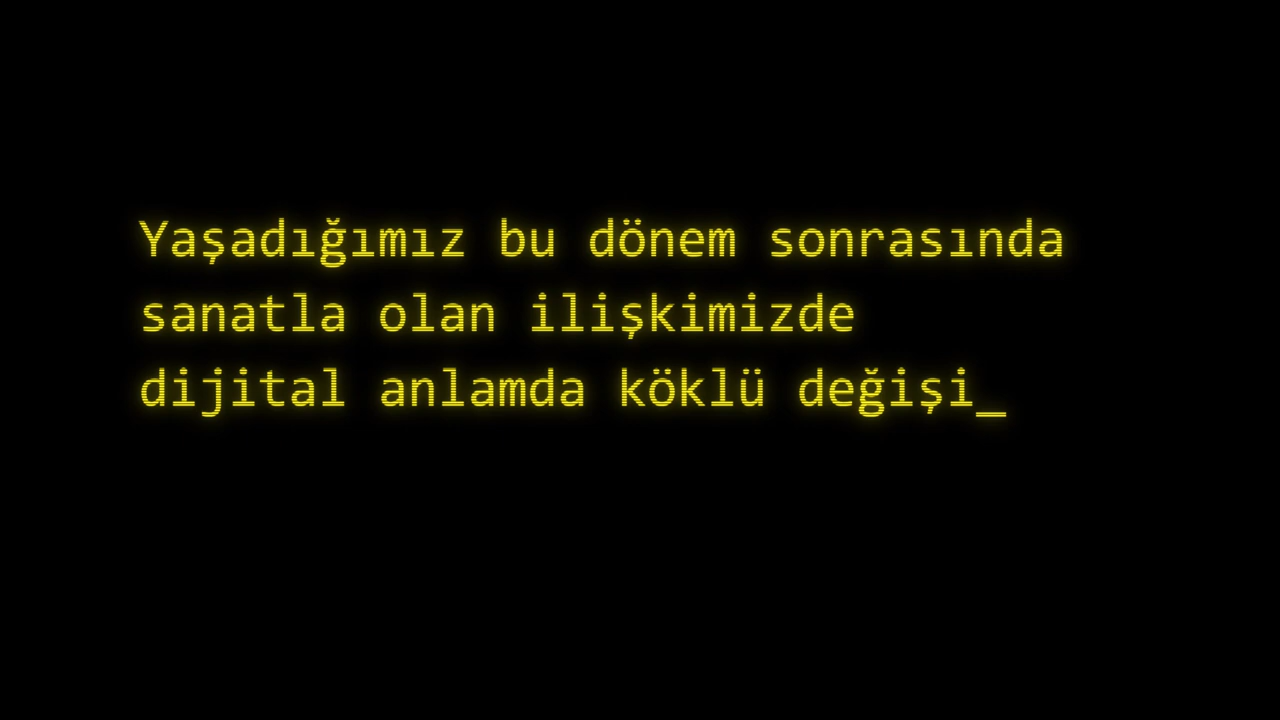 Yaşadığımız bu dönem sonrasında
sanatla olan ilişkimizde
dijital anlamda köklü değişi_